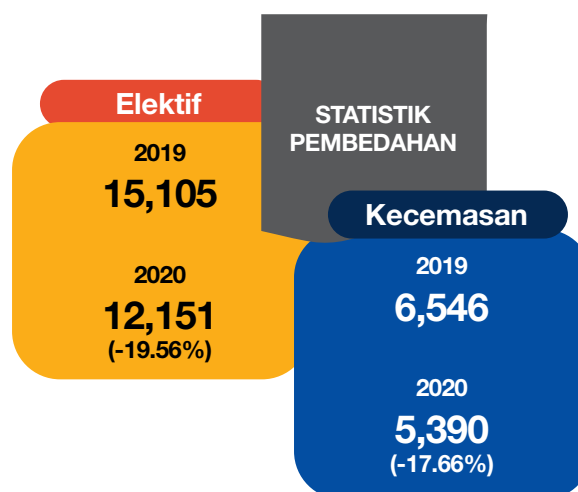 STATISTIK
PEMBEDAHAN
Elektif
2019
15,105
2020
12,151
(-19.56%)
Kecemasan
2019
6,546
2020
5,390
(-17.66%)